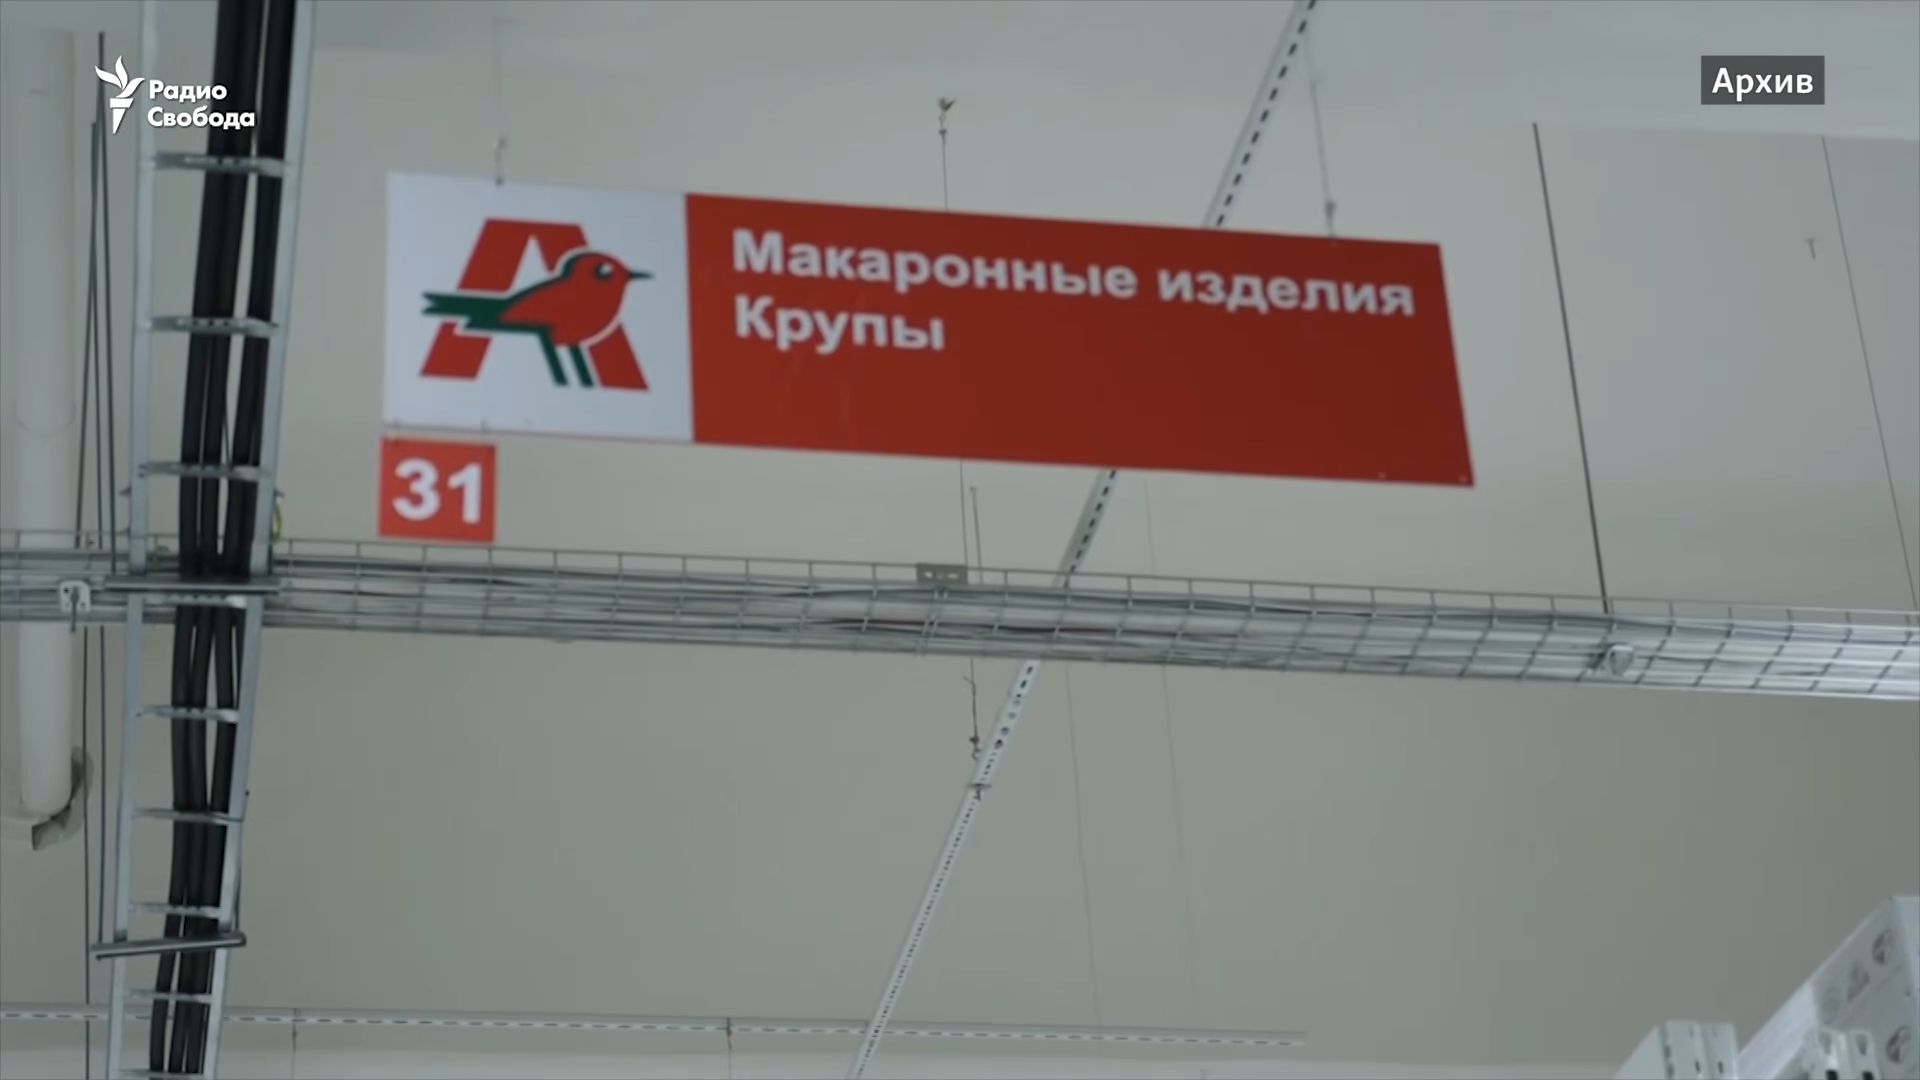 Радио
Свобода
Архив
Макаронные изделия
Крупы
31